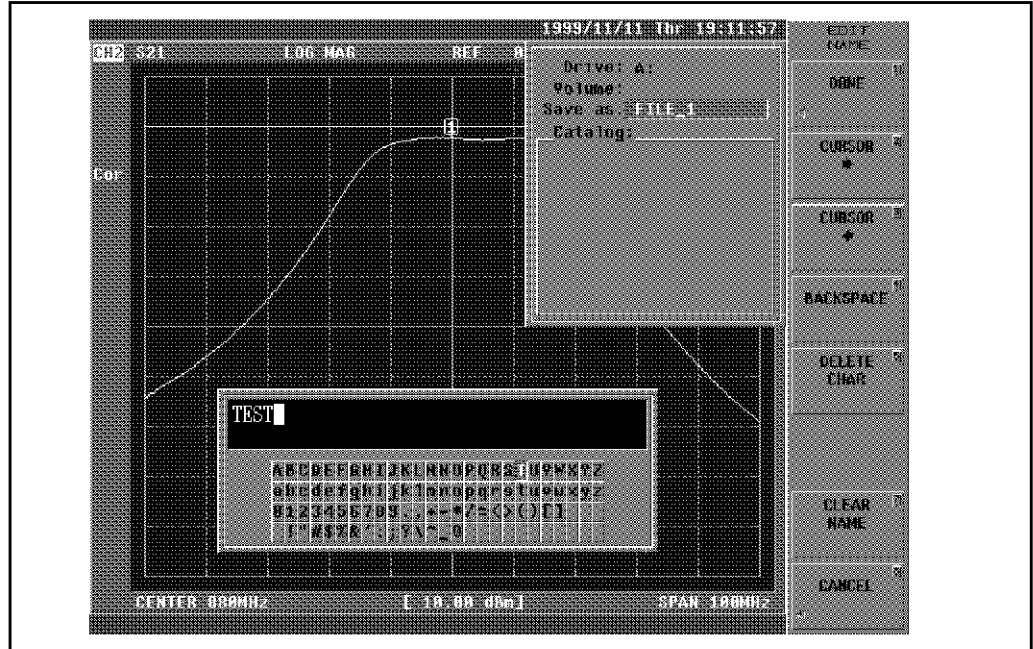 1999/11/11 Thr 19:11:57
CH2 S21 LOG MAG REF 0
Cor
1
Drive: A:
Volume:
Save as. FILE_1
Catalog:
TEST
ABCDEFGHIJKLMNOPQRSTUVWXYZ
abcdefghijklmnopqrstuvwxyz
0123456789.,+-*/=<>()[]
!"#$%&':;?\^_@
CENTER 880MHz [ 10.00 dBm] SPAN 100MHz
EDIT
NAME
DONE
CURSOR
CURSOR
BACKSPACE
DELETE
CHAR
CLEAR
NAME
CANCEL